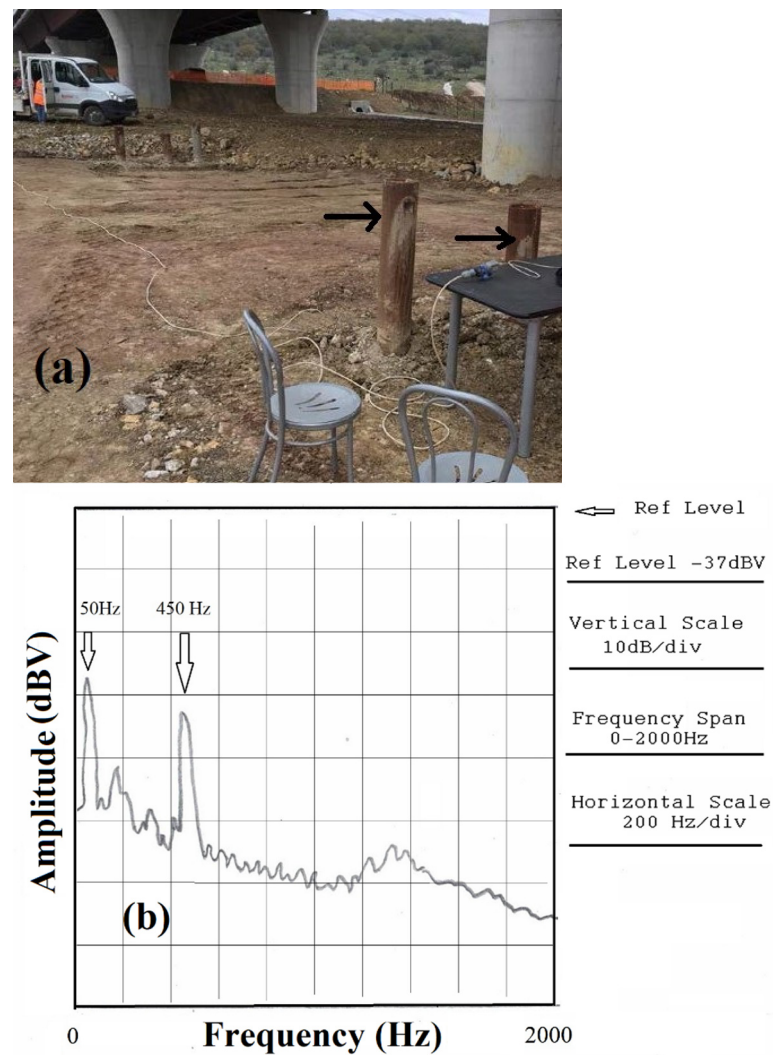 (a)
Ref Level
Ref Level -37dBV
50Hz
450 Hz
Vertical Scale
10dB/div
Frequency Span
0-2000Hz
Horizontal Scale
200 Hz/div
Amplitude (dBV)
(b)
0
Frequency (Hz)
2000